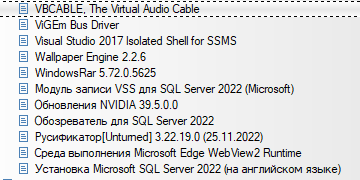 VBCABLE, The Virtual Audio Cable
ViGEm Bus Driver
Visual Studio 2017 Isolated Shell for SSMS
Wallpaper Engine 2.2.6
WindowsRar 5.72.0.5625
Модуль записи VSS для SQL Server 2022 (Microsoft)
Обновления NVIDIA 39.5.0.0
Обозреватель для SQL Server 2022
Русификатор[Unturned] 3.22.19.0 (25.11.2022)
Среда выполнения Microsoft Edge WebView2 Runtime
Установка Microsoft SQL Server 2022 (на английском языке)